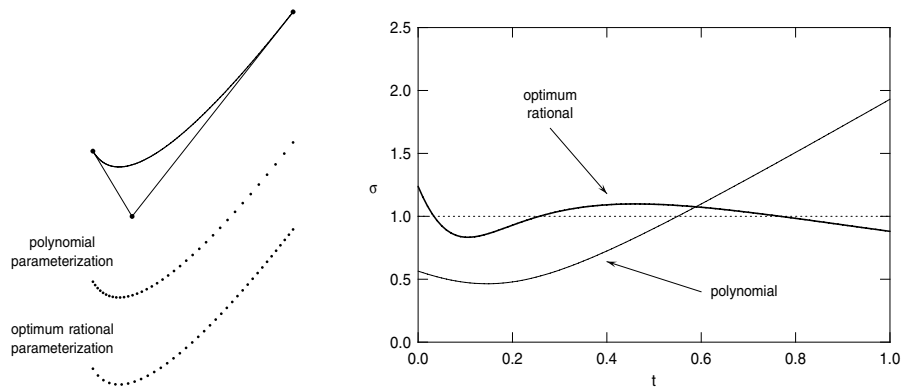 polynomial
parameterization
optimum rational
parameterization
2.5
2.0
1.5
1.0
0.5
0.0
σ
optimum
rational
polynomial
0.0 0.2 0.4 0.6 0.8 1.0
t